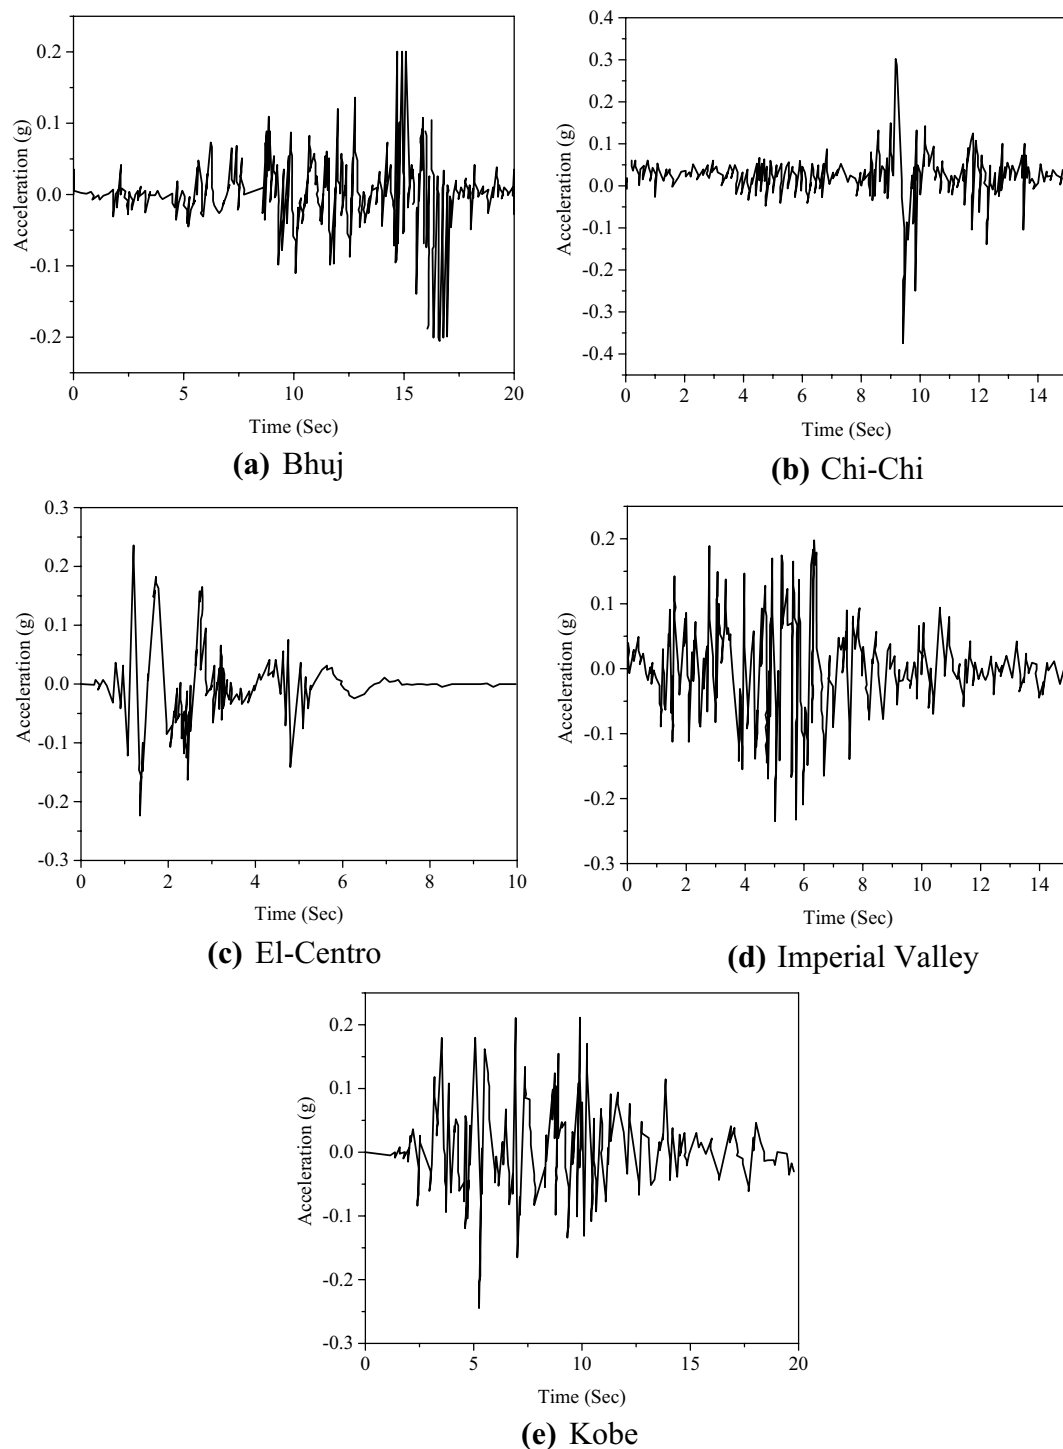 0.2
0.1
0.0
-0.1
-0.2
Acceleration (g)
0 5 10 15 20
Time (Sec)
(a) Bhuj
0.4
0.3
0.2
0.1
0.0
-0.1
-0.2
-0.3
-0.4
Acceleration (g)
0 2 4 6 8 10 12 14
Time (Sec)
(b) Chi-Chi
0.3
0.2
0.1
0.0
-0.1
-0.2
-0.3
Acceleration (g)
0 2 4 6 8 10
Time (Sec)
(c) El-Centro
0.2
0.1
0.0
-0.1
-0.2
-0.3
Acceleration (g)
0 2 4 6 8 10 12 14
Time (Sec)
(d) Imperial Valley
0.2
0.1
0.0
-0.1
-0.2
-0.3
Acceleration (g)
0 5 10 15 20
Time (Sec)
(e) Kobe